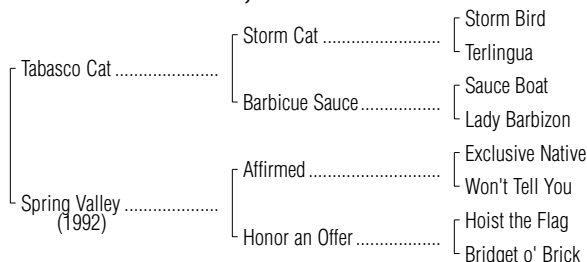 Storm Bird
Storm Cat ........................
Terlingua
Tabasco Cat .....................
Sauce Boat
Barbicue Sauce ................
Lady Barbizon
Exclusive Native
Affirmed ..........................
Won't Tell You
Spring Valley ...................
(1992)
Hoist the Flag
Honor an Offer .................
Bridget o' Brick